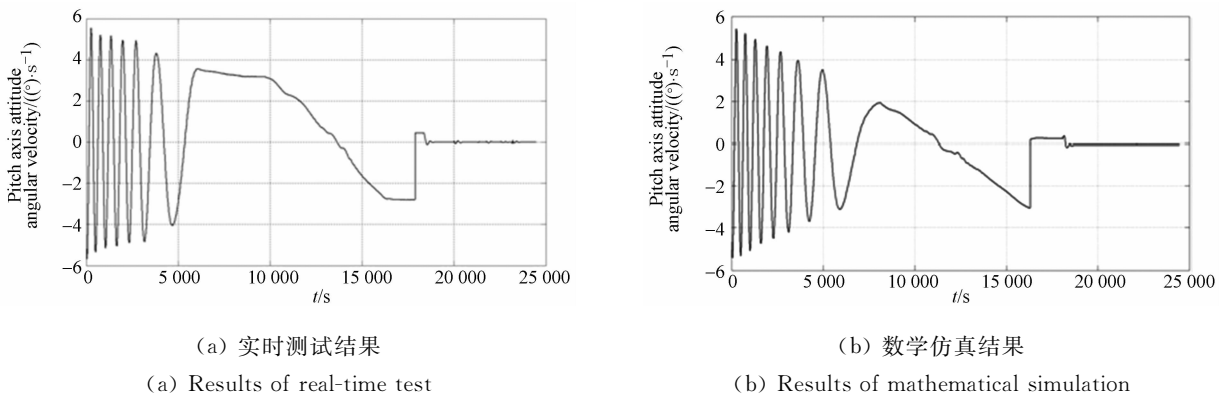 Pitch axis attitude
angular velocity/((°)·s⁻¹)
6
4
2
0
−2
−4
−6
0
5 000
10 000
15 000
20 000
25 000
t/s
(a) 实时测试结果
(a) Results of real-time test
Pitch axis attitude
angular velocity/((°)·s⁻¹)
6
4
2
0
−2
−4
−6
0
5 000
10 000
15 000
20 000
25 000
t/s
(b) 数学仿真结果
(b) Results of mathematical simulation